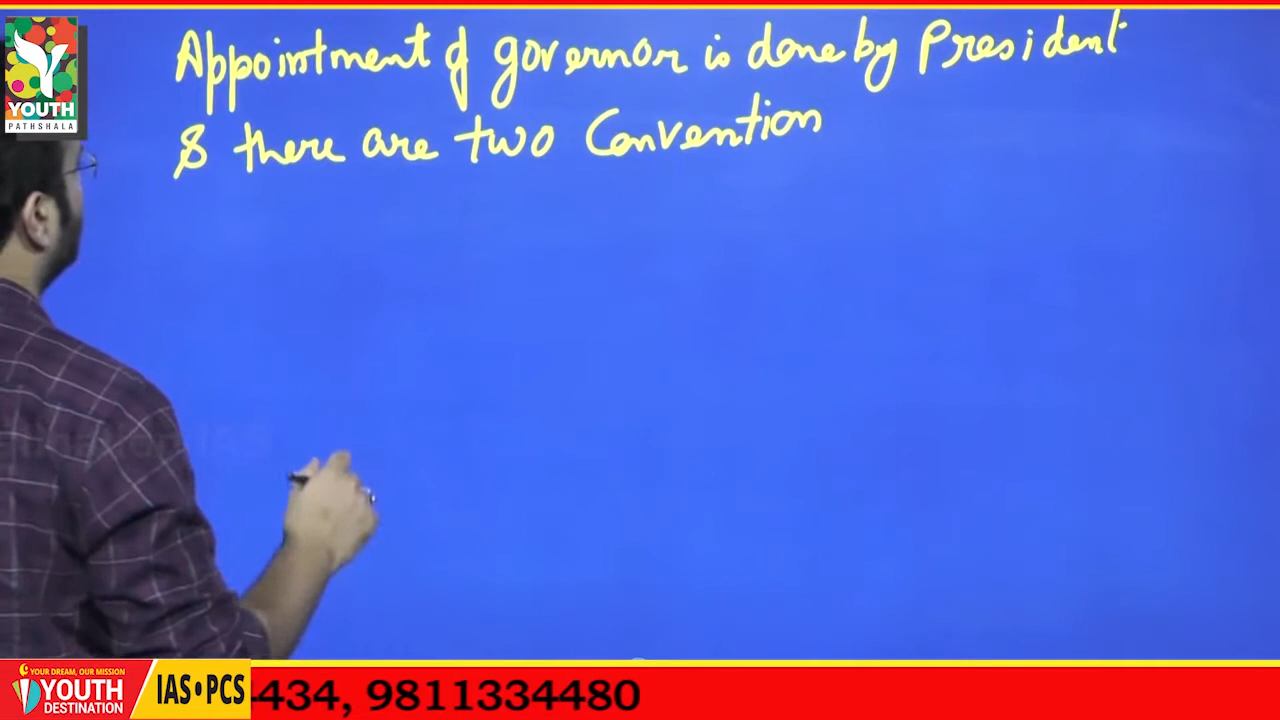 Appointment of governor is done by President
& there are two Convention
YOUTH
PATHSHALA
YOUR DREAM, OUR MISSION
YOUTH
DESTINATION
IAS•PCS
4434, 9811334480